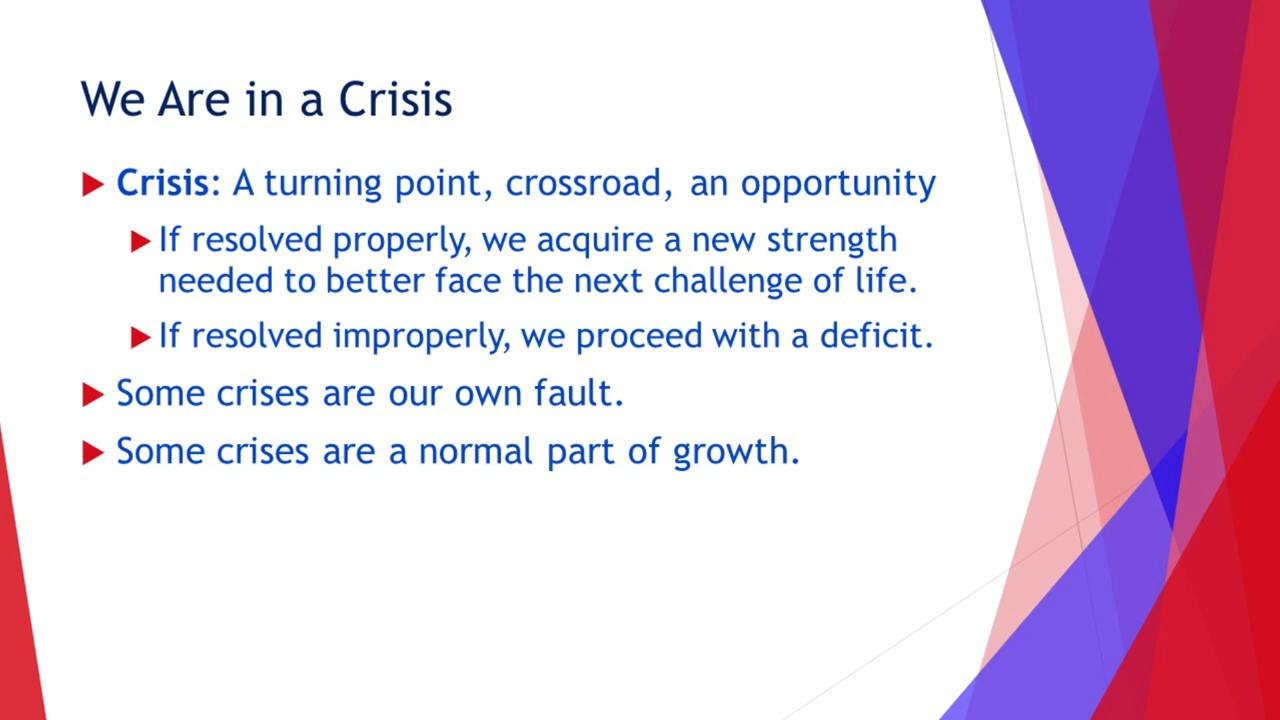 We Are in a Crisis
Crisis: A turning point, crossroad, an opportunity
If resolved properly, we acquire a new strength
needed to better face the next challenge of life.
If resolved improperly, we proceed with a deficit.
Some crises are our own fault.
Some crises are a normal part of growth.